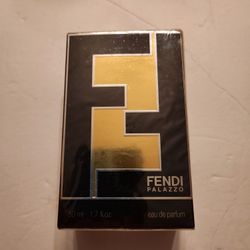 FENDI
PALAZZO
50 ml 1.7 fl.oz
eau de parfum